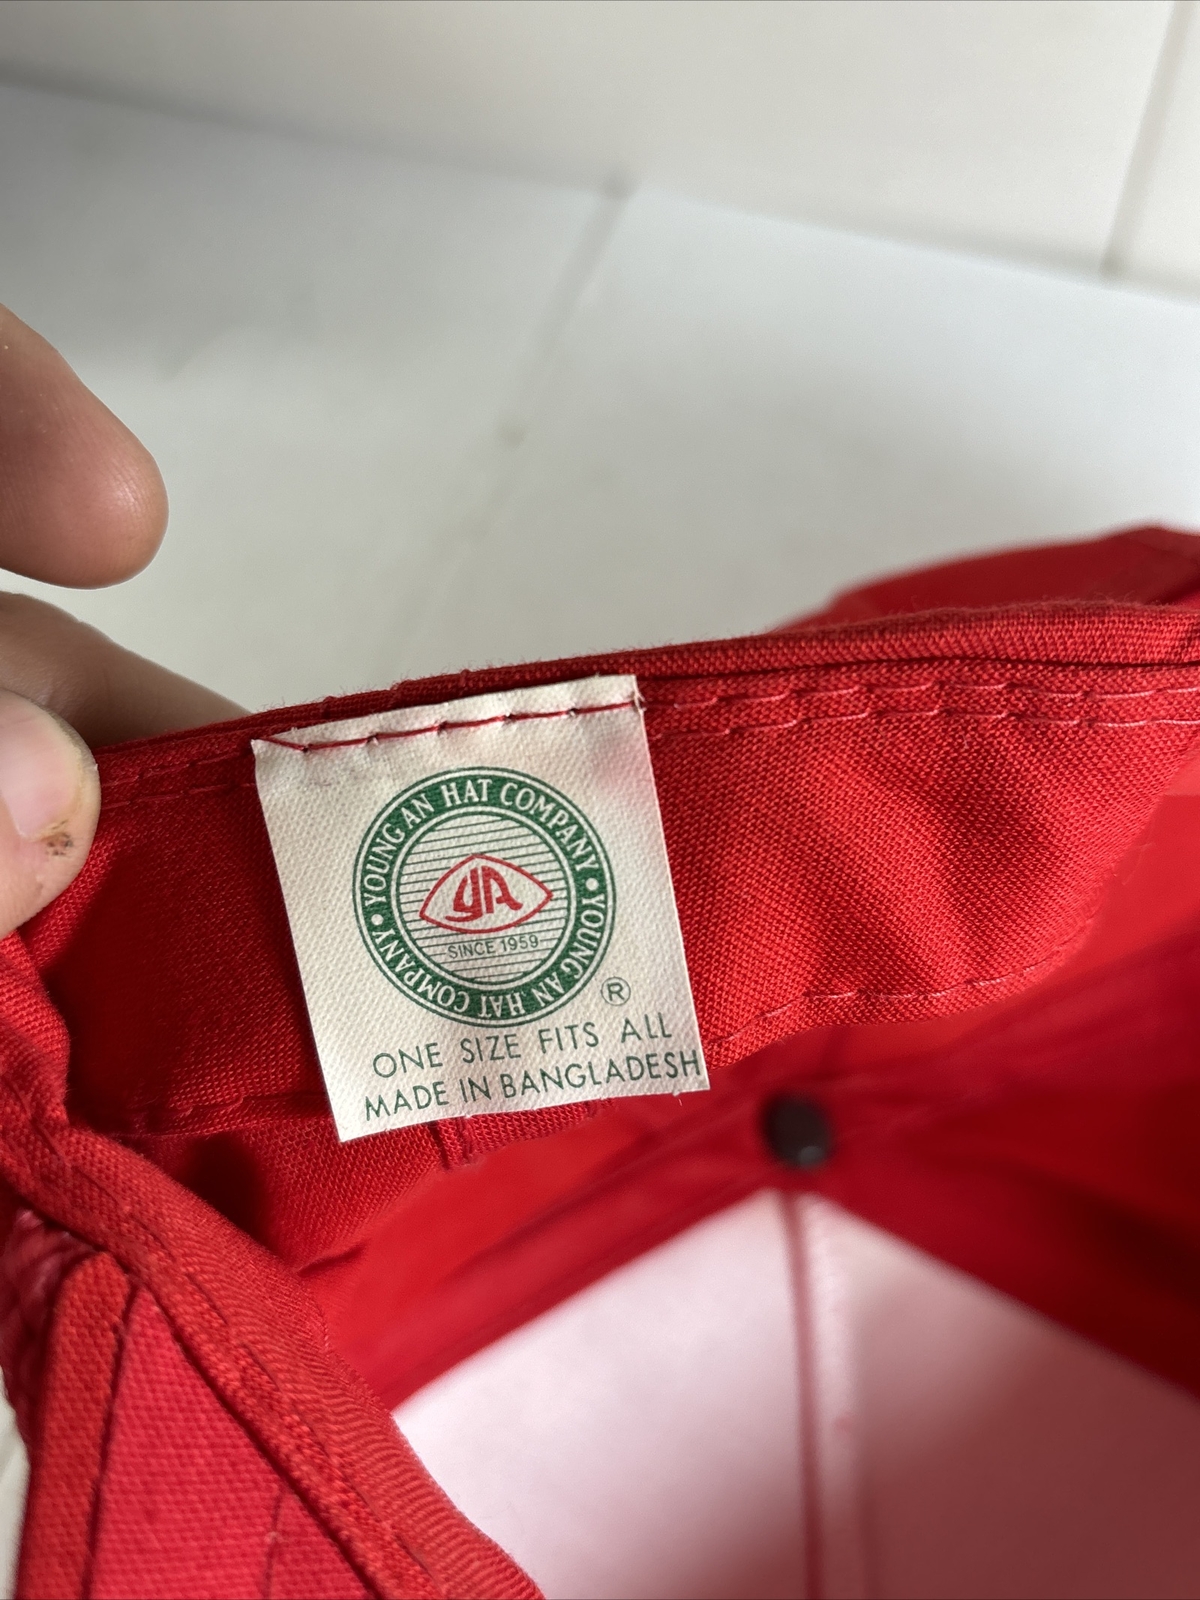 YOUNG AN HAT COMPANY • YOUNG AN HAT COMPANY •
YA
SINCE 1959
®
ONE SIZE FITS ALL
MADE IN BANGLADESH